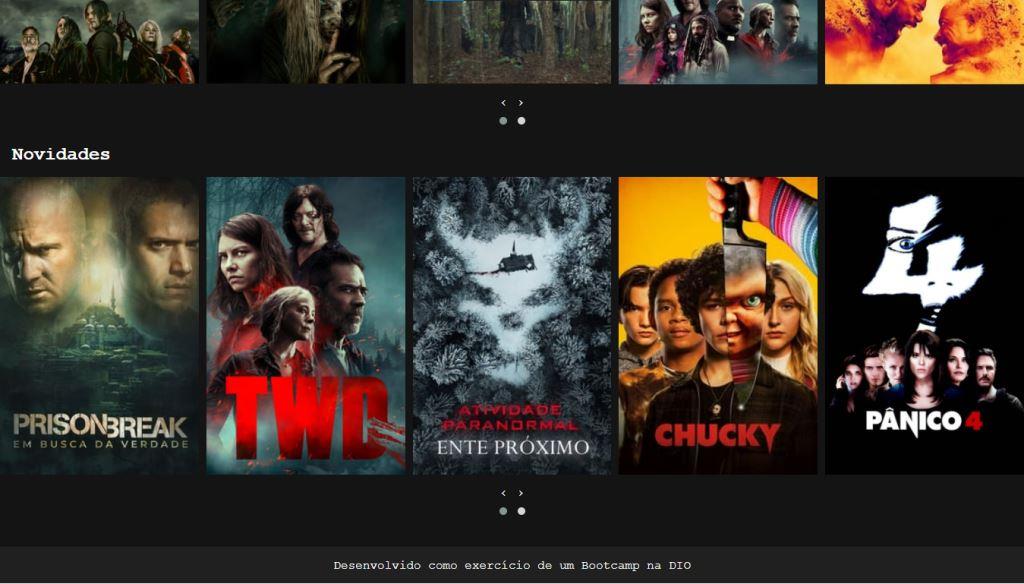 ‹ ›
Novidades
PRISON BREAK
EM BUSCA DA VERDADE
TWD
ATIVIDADE
PARANORMAL
ENTE PRÓXIMO
CHUCKY
4
PÂNICO 4
‹ ›
Desenvolvido como exercício de um Bootcamp na DIO